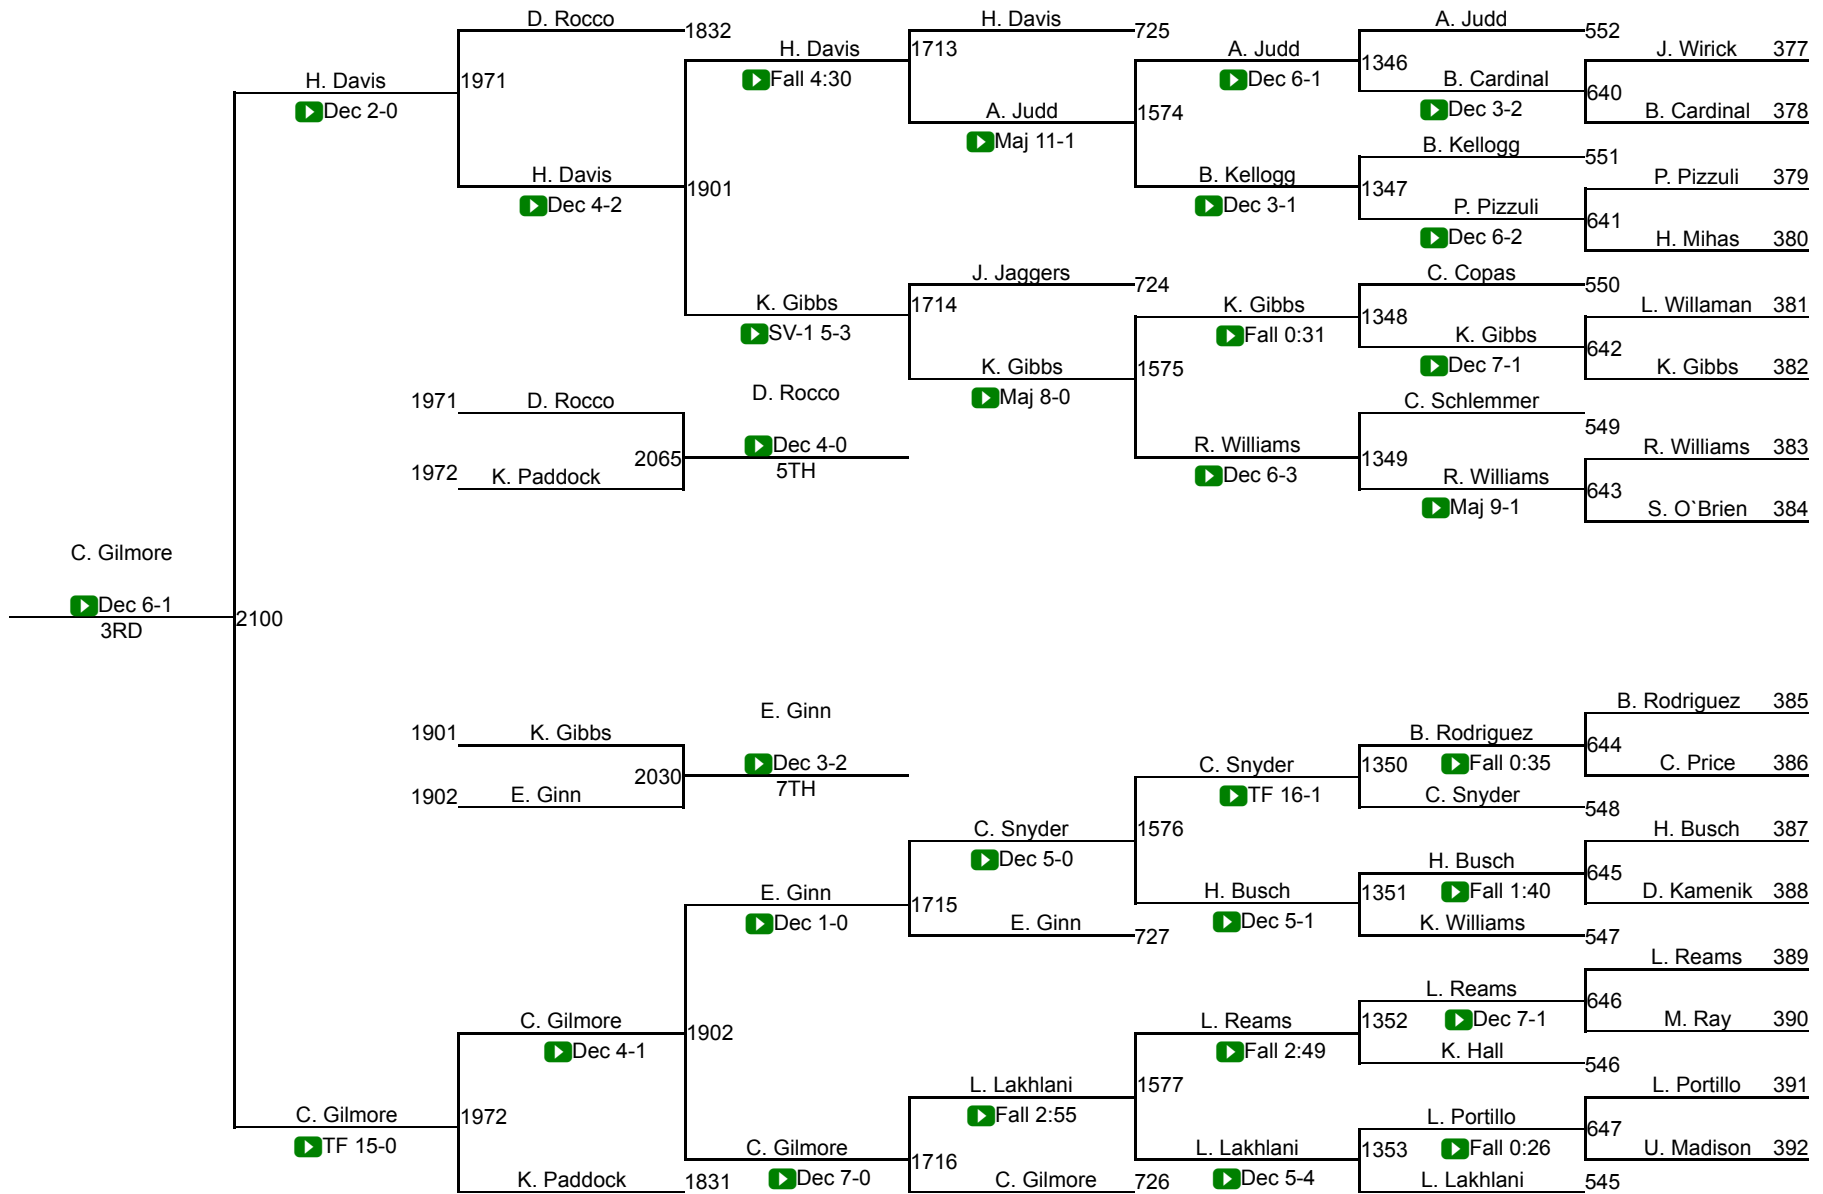 D. Rocco
1832
H. Davis
725
A. Judd
552
H. Davis
Fall 4:30
1713
A. Judd
Dec 6-1
1346
J. Wirick 377
H. Davis
Dec 2-0
1971
B. Cardinal
Dec 3-2
640
B. Cardinal 378
A. Judd
Maj 11-1
1574
B. Kellogg
551
H. Davis
Dec 4-2
1901
B. Kellogg
Dec 3-1
1347
P. Pizzuli 379
P. Pizzuli
Dec 6-2
641
H. Mihas 380
J. Jaggers
724
C. Copas
550
K. Gibbs
SV-1 5-3
1714
K. Gibbs
Fall 0:31
1348
L. Willaman 381
K. Gibbs
Dec 7-1
642
K. Gibbs 382
K. Gibbs
Maj 8-0
1575
1971 D. Rocco
D. Rocco
C. Schlemmer
549
2065
Dec 4-0
5TH
R. Williams
Dec 6-3
1349
R. Williams 383
1972 K. Paddock
R. Williams
Maj 9-1
643
S. O`Brien 384
C. Gilmore
Dec 6-1
3RD
2100
B. Rodriguez 385
E. Ginn
1901 K. Gibbs
B. Rodriguez
Fall 0:35
644
2030
Dec 3-2
7TH
C. Snyder
TF 16-1
1350
C. Price 386
1902 E. Ginn
C. Snyder
548
C. Snyder
Dec 5-0
1576
H. Busch 387
H. Busch
Fall 1:40
645
E. Ginn
Dec 1-0
1715
H. Busch
Dec 5-1
1351
D. Kamenik 388
E. Ginn
727
K. Williams
547
L. Reams 389
L. Reams
Dec 7-1
646
C. Gilmore
Dec 4-1
1902
L. Reams
Fall 2:49
1352
M. Ray 390
K. Hall
546
L. Lakhlani
Fall 2:55
1577
L. Portillo 391
C. Gilmore
TF 15-0
1972
L. Portillo
Fall 0:26
647
C. Gilmore
Dec 7-0
1716
L. Lakhlani
Dec 5-4
1353
U. Madison 392
K. Paddock
1831
C. Gilmore
726
L. Lakhlani
545